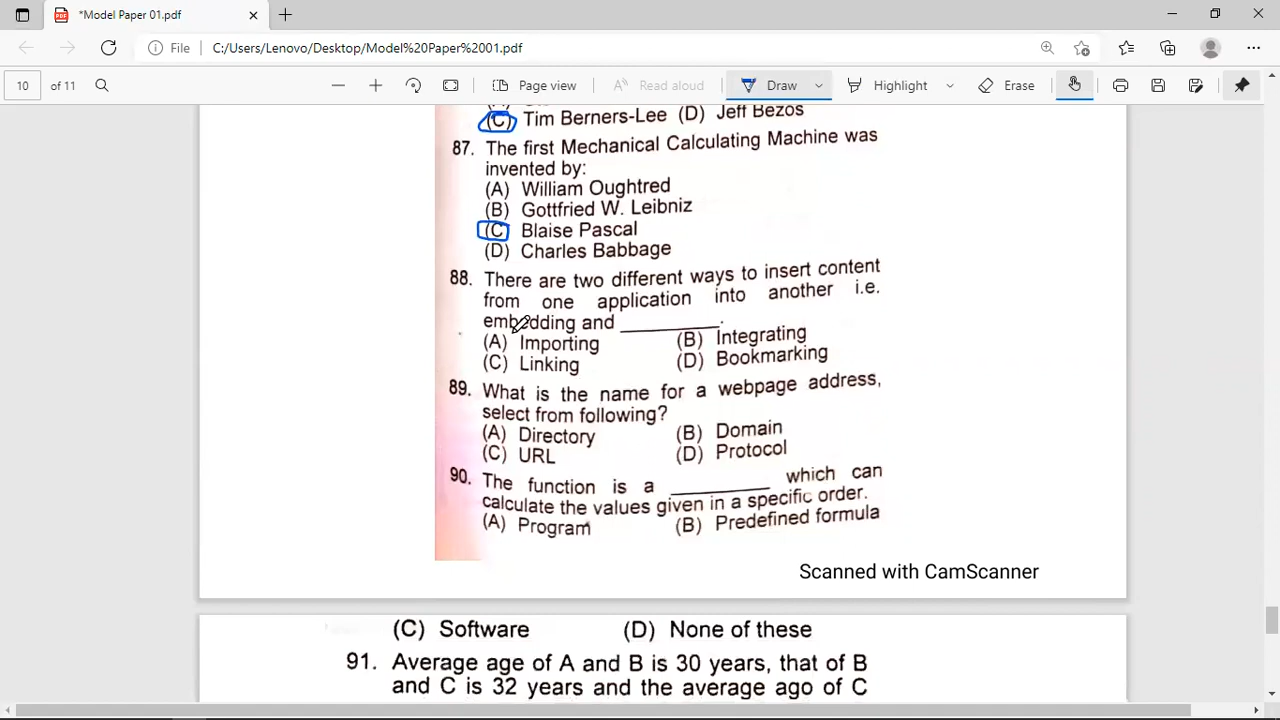 *Model Paper 01.pdf
File C:/Users/Lenovo/Desktop/Model%20Paper%2001.pdf
10 of 11 Page view Read aloud Draw Highlight Erase
(C) Tim Berners-Lee (D) Jeff Bezos
87. The first Mechanical Calculating Machine was
invented by:
(A) William Oughtred
(B) Gottfried W. Leibniz
(C) Blaise Pascal
(D) Charles Babbage
88. There are two different ways to insert content
from one application into another i.e.
embedding and ________.
(A) Importing (B) Integrating
(C) Linking (D) Bookmarking
89. What is the name for a webpage address,
select from following?
(A) Directory (B) Domain
(C) URL (D) Protocol
90. The function is a ________ which can
calculate the values given in a specific order.
(A) Program (B) Predefined formula
Scanned with CamScanner
(C) Software (D) None of these
91. Average age of A and B is 30 years, that of B
and C is 32 years and the average ago of C